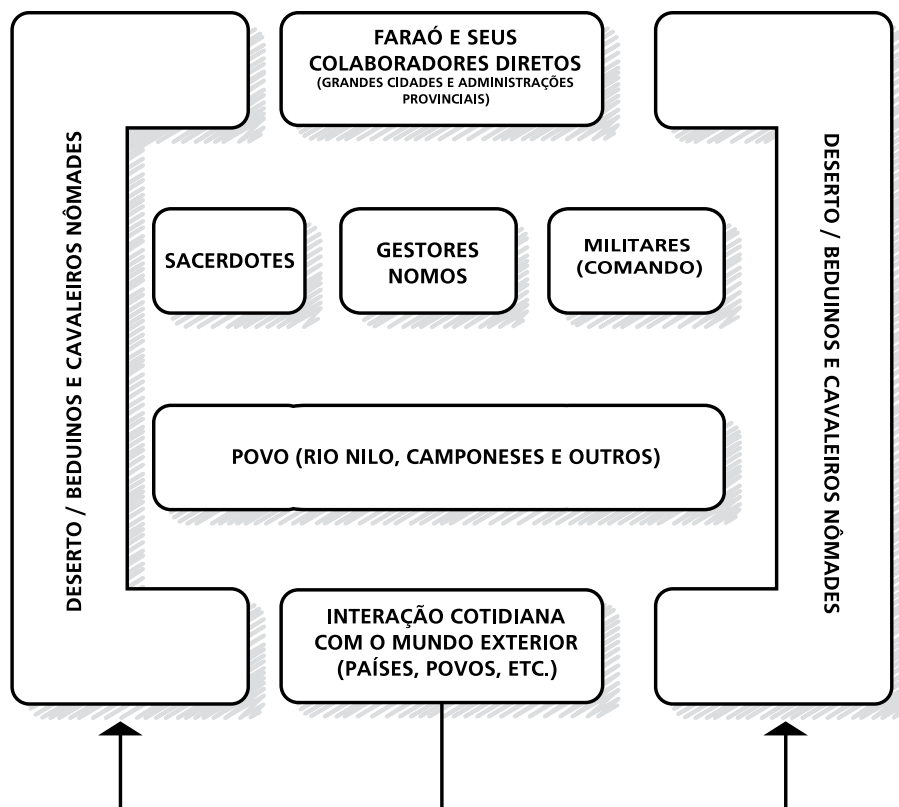 FARAÓ E SEUS
COLABORADORES DIRETOS
(GRANDES CIDADES E ADMINISTRAÇÕES
PROVINCIAIS)
DESERTO / BEDUINOS E CAVALEIROS NÔMADES
SACERDOTES
GESTORES
NOMOS
MILITARES
(COMANDO)
DESERTO / BEDUINOS E CAVALEIROS NÔMADES
POVO (RIO NILO, CAMPONESES E OUTROS)
INTERAÇÃO COTIDIANA
COM O MUNDO EXTERIOR
(PAÍSES, POVOS, ETC.)